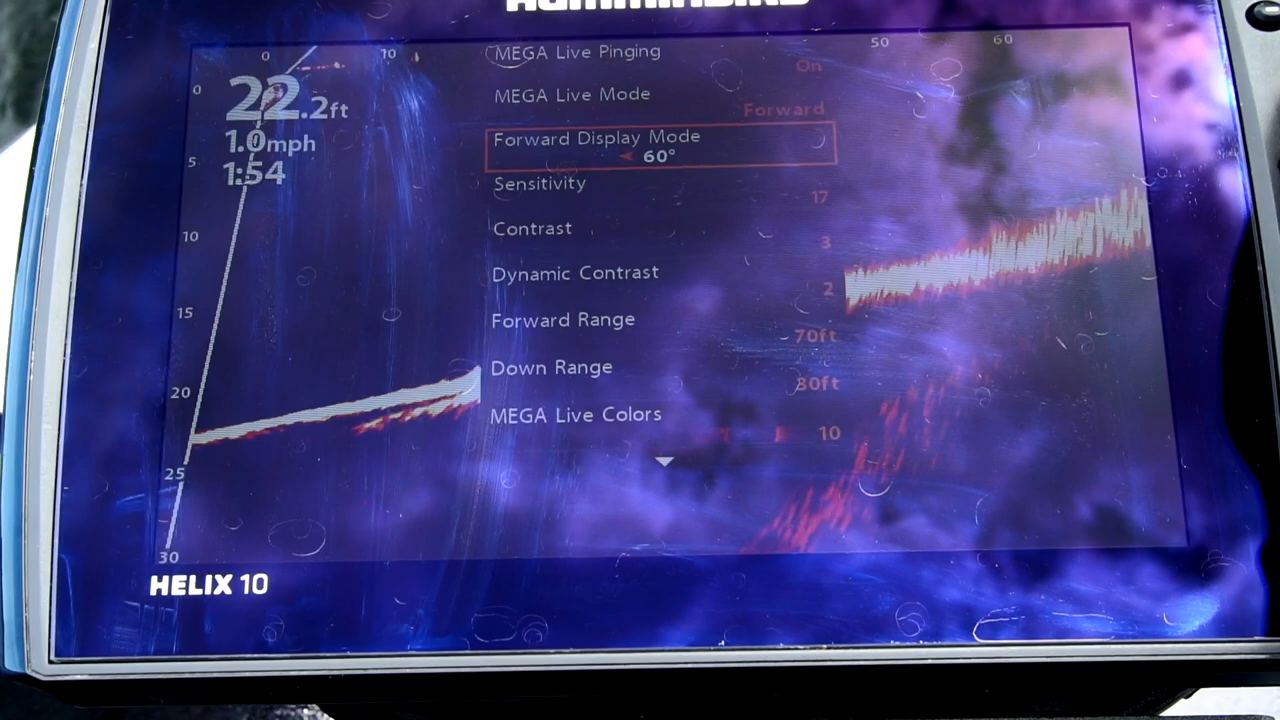 HUMMINBIRD
0 10 50 60
MEGA Live Pinging
On
0
22.2ft
MEGA Live Mode
Forward
1.0mph
Forward Display Mode
60°
5
1:54
Sensitivity
17
10
Contrast
3
Dynamic Contrast
2
15
Forward Range
70ft
20
Down Range
80ft
MEGA Live Colors
10
25
30
HELIX 10